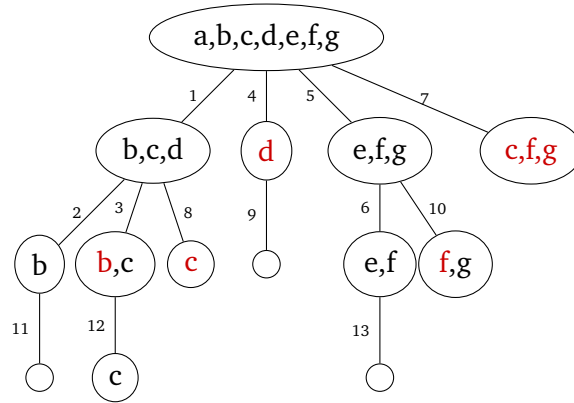 a,b,c,d,e,f,g
1 4 5 7
b,c,d d e,f,g c,f,g
2 3 8 9 6 10
b b,c c e,f f,g
11 12 13
c